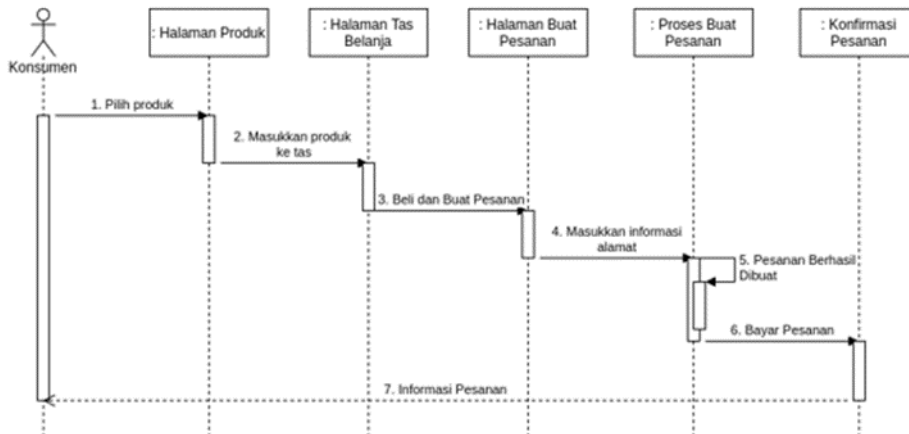 : Halaman Produk
: Halaman Tas
Belanja
: Halaman Buat
Pesanan
: Proses Buat
Pesanan
: Konfirmasi
Pesanan
Konsumen
1. Pilih produk
2. Masukkan produk
ke tas
3. Beli dan Buat Pesanan
4. Masukkan informasi
alamat
5. Pesanan Berhasil
Dibuat
6. Bayar Pesanan
7. Informasi Pesanan